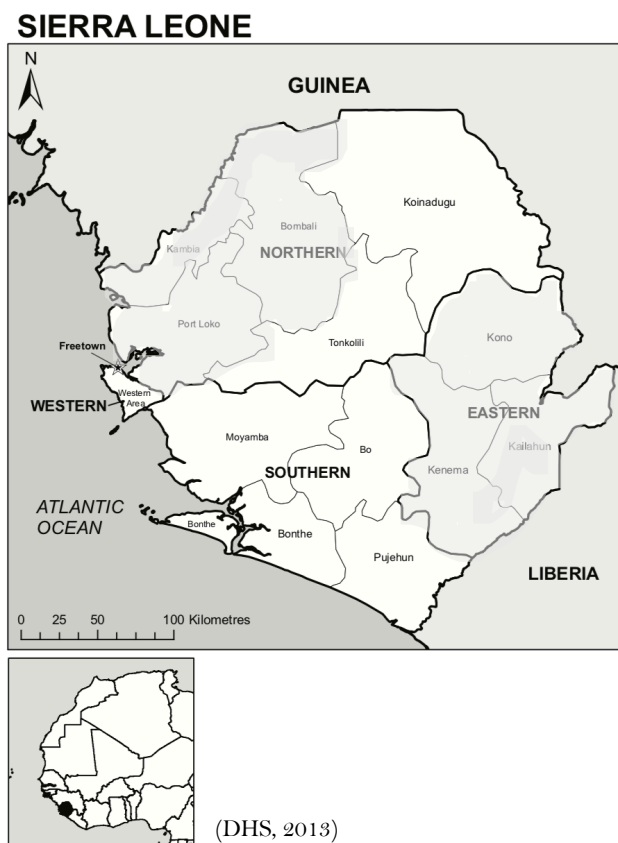 SIERRA LEONE
N
GUINEA
Koinadugu
Bombali
Kambia
NORTHERN
Port Loko
Kono
Freetown
Tonkolili
Western
Area
WESTERN
EASTERN
Moyamba
Bo
Kailahun
SOUTHERN
Kenema
ATLANTIC
OCEAN
Bonthe
Bonthe
Pujehun
LIBERIA
0 25 50 100 Kilometres
(DHS, 2013)